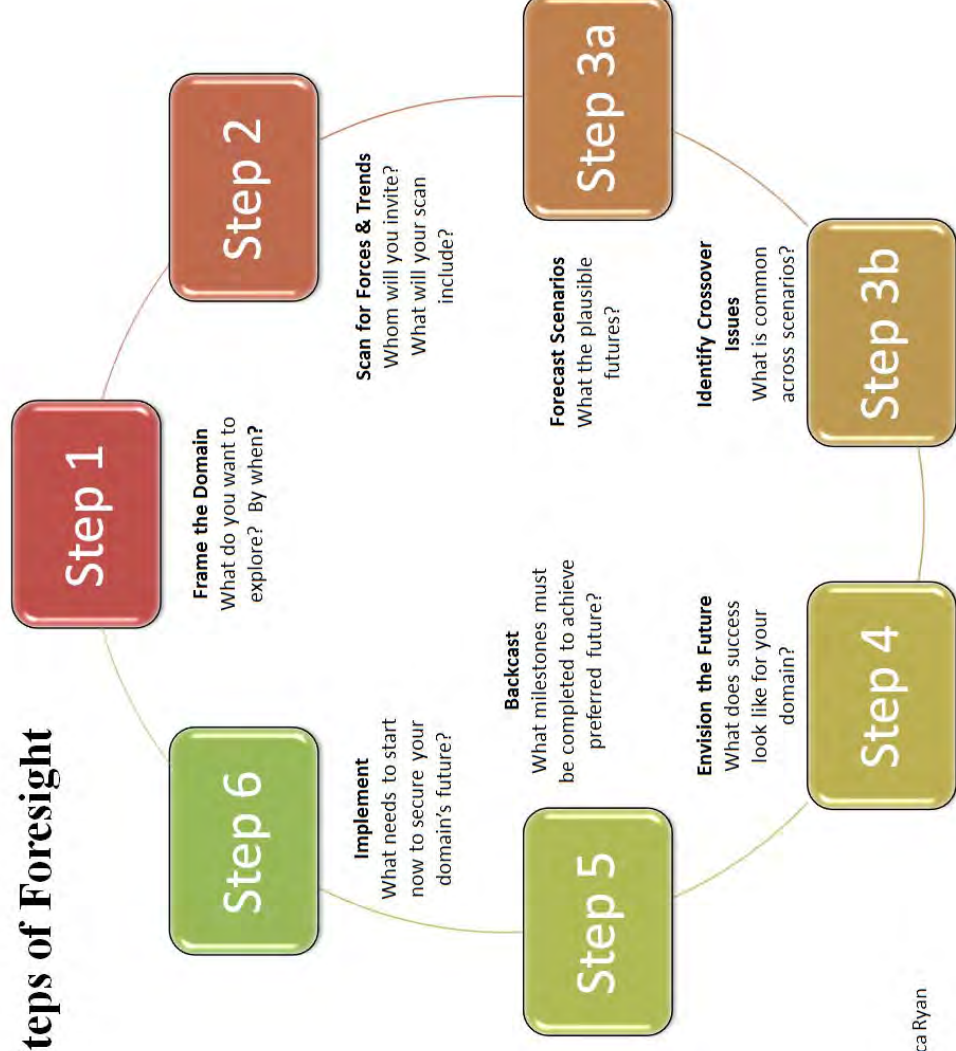 teps of Foresight
Step 1
Frame the Domain
What do you want to
explore?  By when?
Step 2
Scan for Forces & Trends
Whom will you invite?
What will your scan
include?
Step 3a
Forecast Scenarios
What the plausible
futures?
Step 3b
Identify Crossover
Issues
What is common
across scenarios?
Step 4
Envision the Future
What does success
look like for your
domain?
Step 5
Backcast
What milestones must
be completed to achieve
preferred future?
Step 6
Implement
What needs to start
now to secure your
domain's future?
ca Ryan